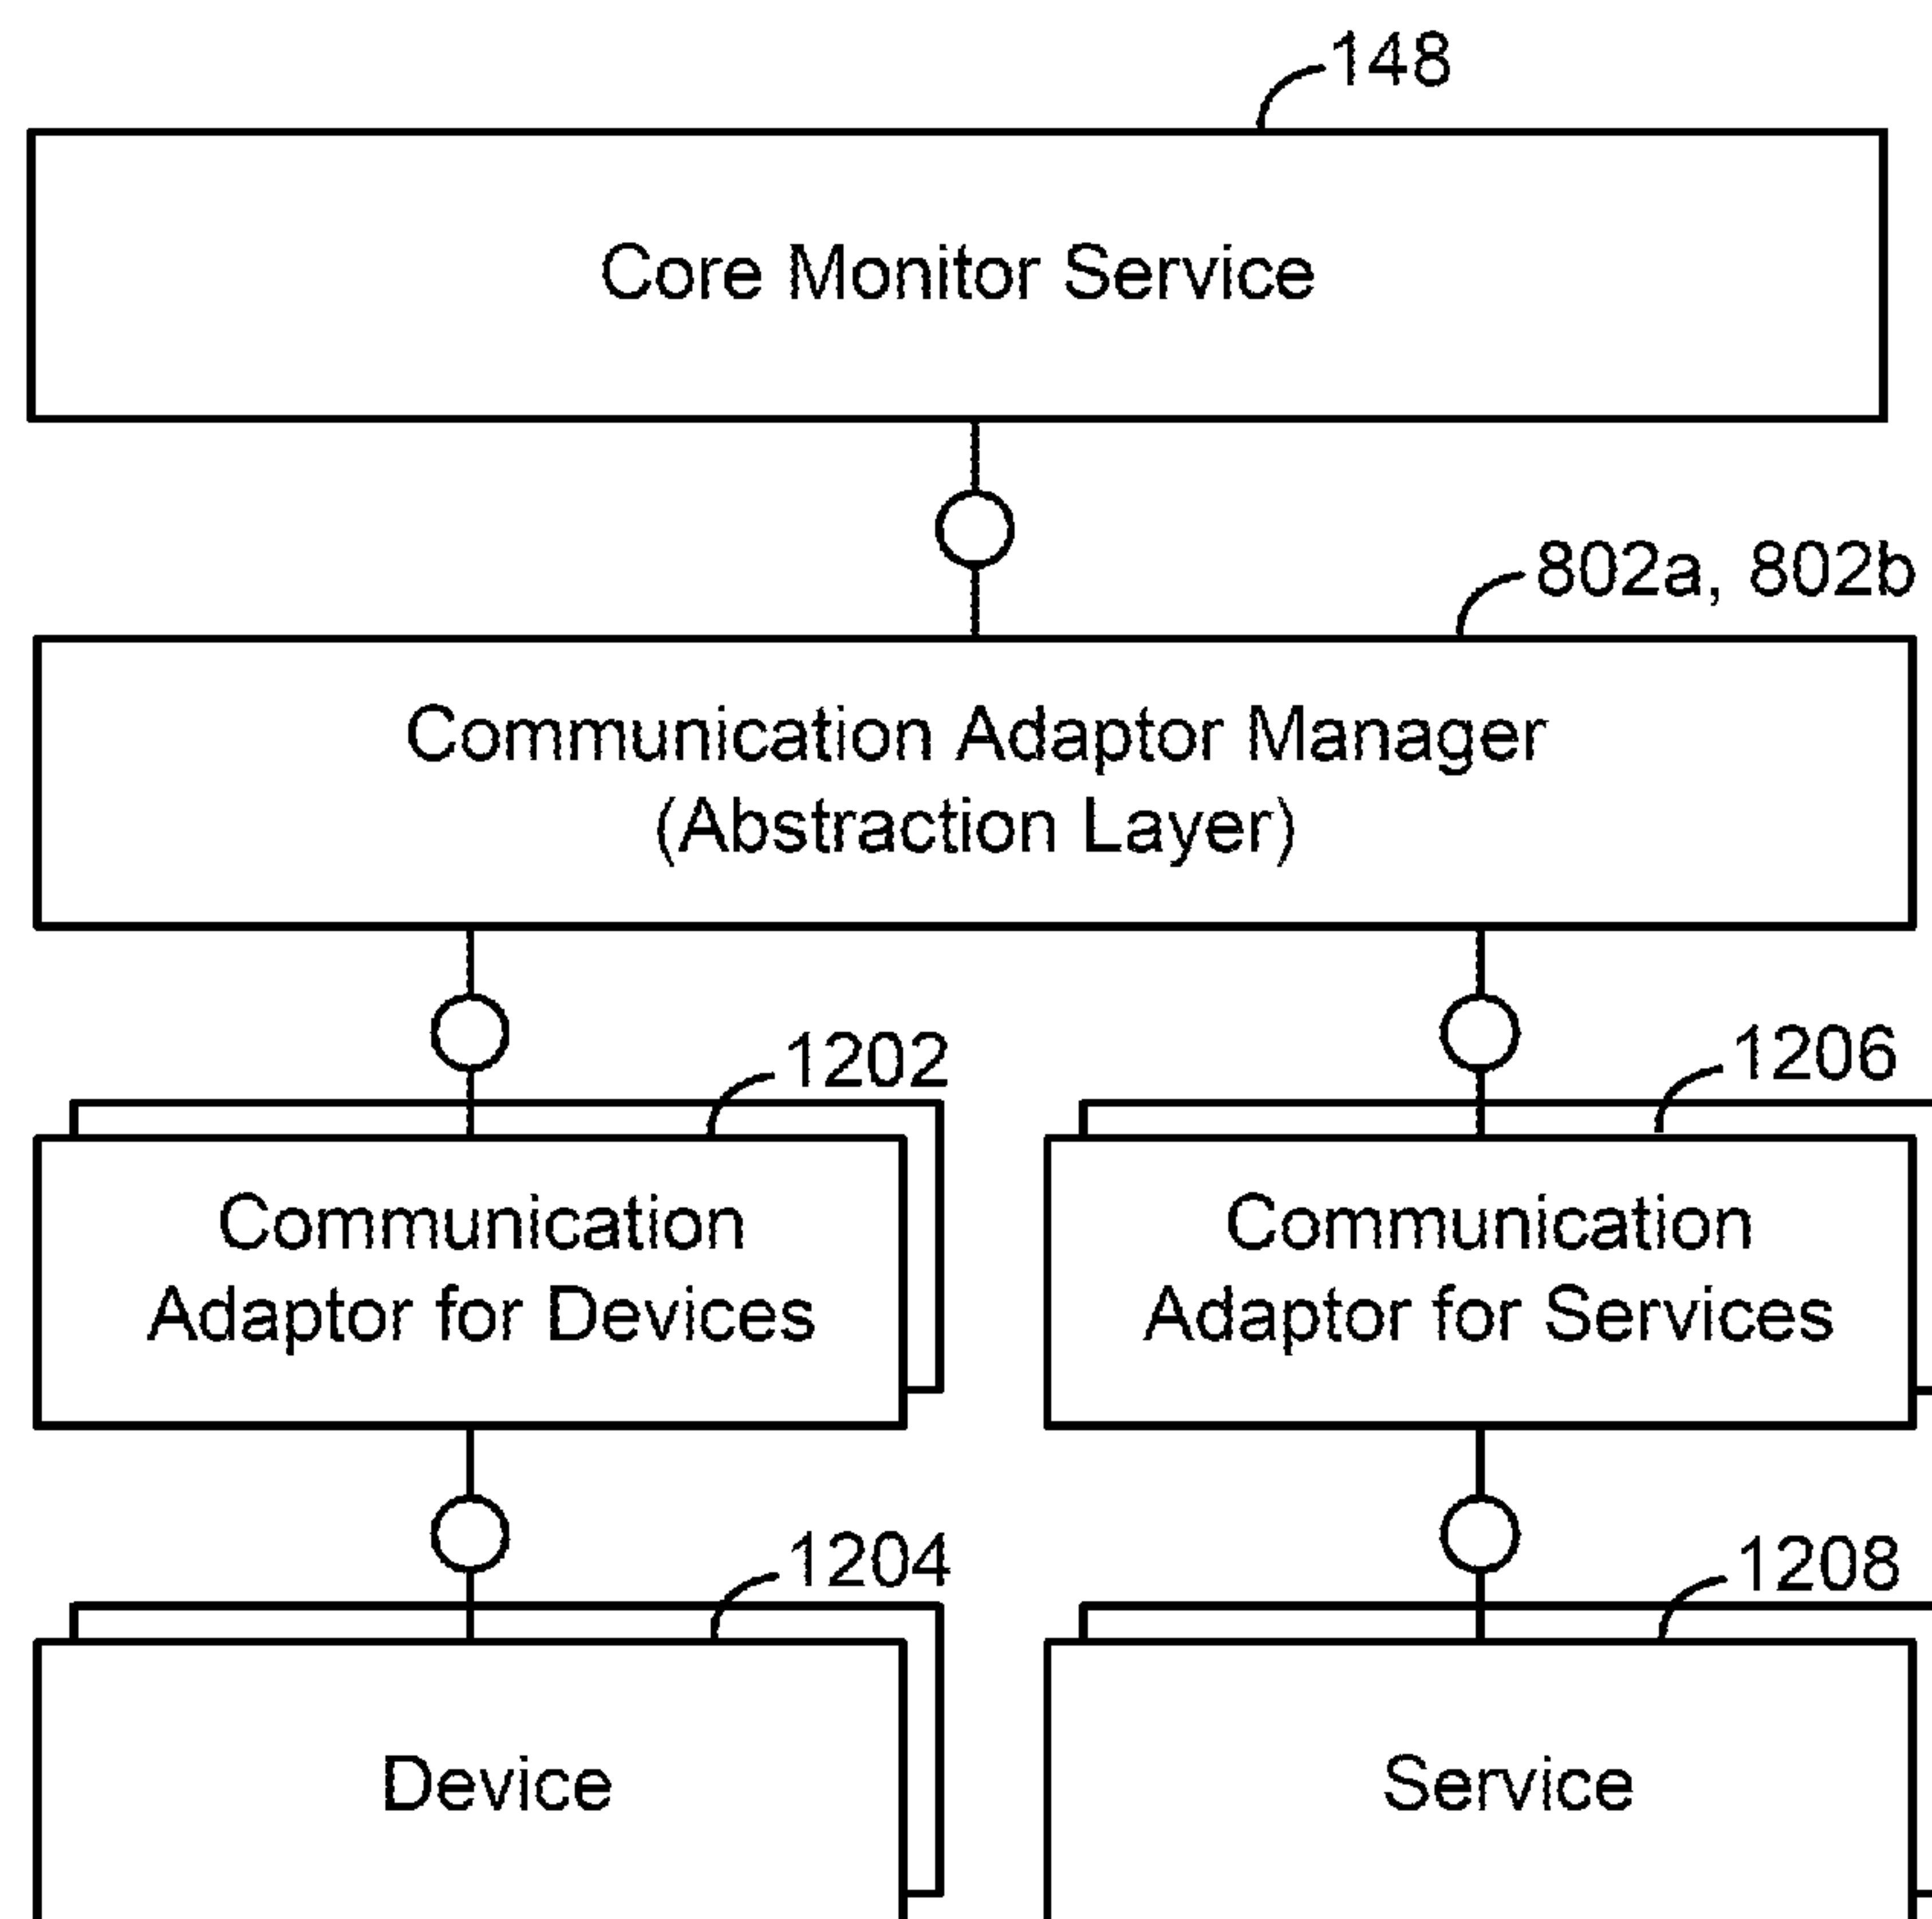 148
Core Monitor Service
802a, 802b
Communication Adaptor Manager
(Abstraction Layer)
1202
Communication
Adaptor for Devices
1206
Communication
Adaptor for Services
1204
Device
1208
Service